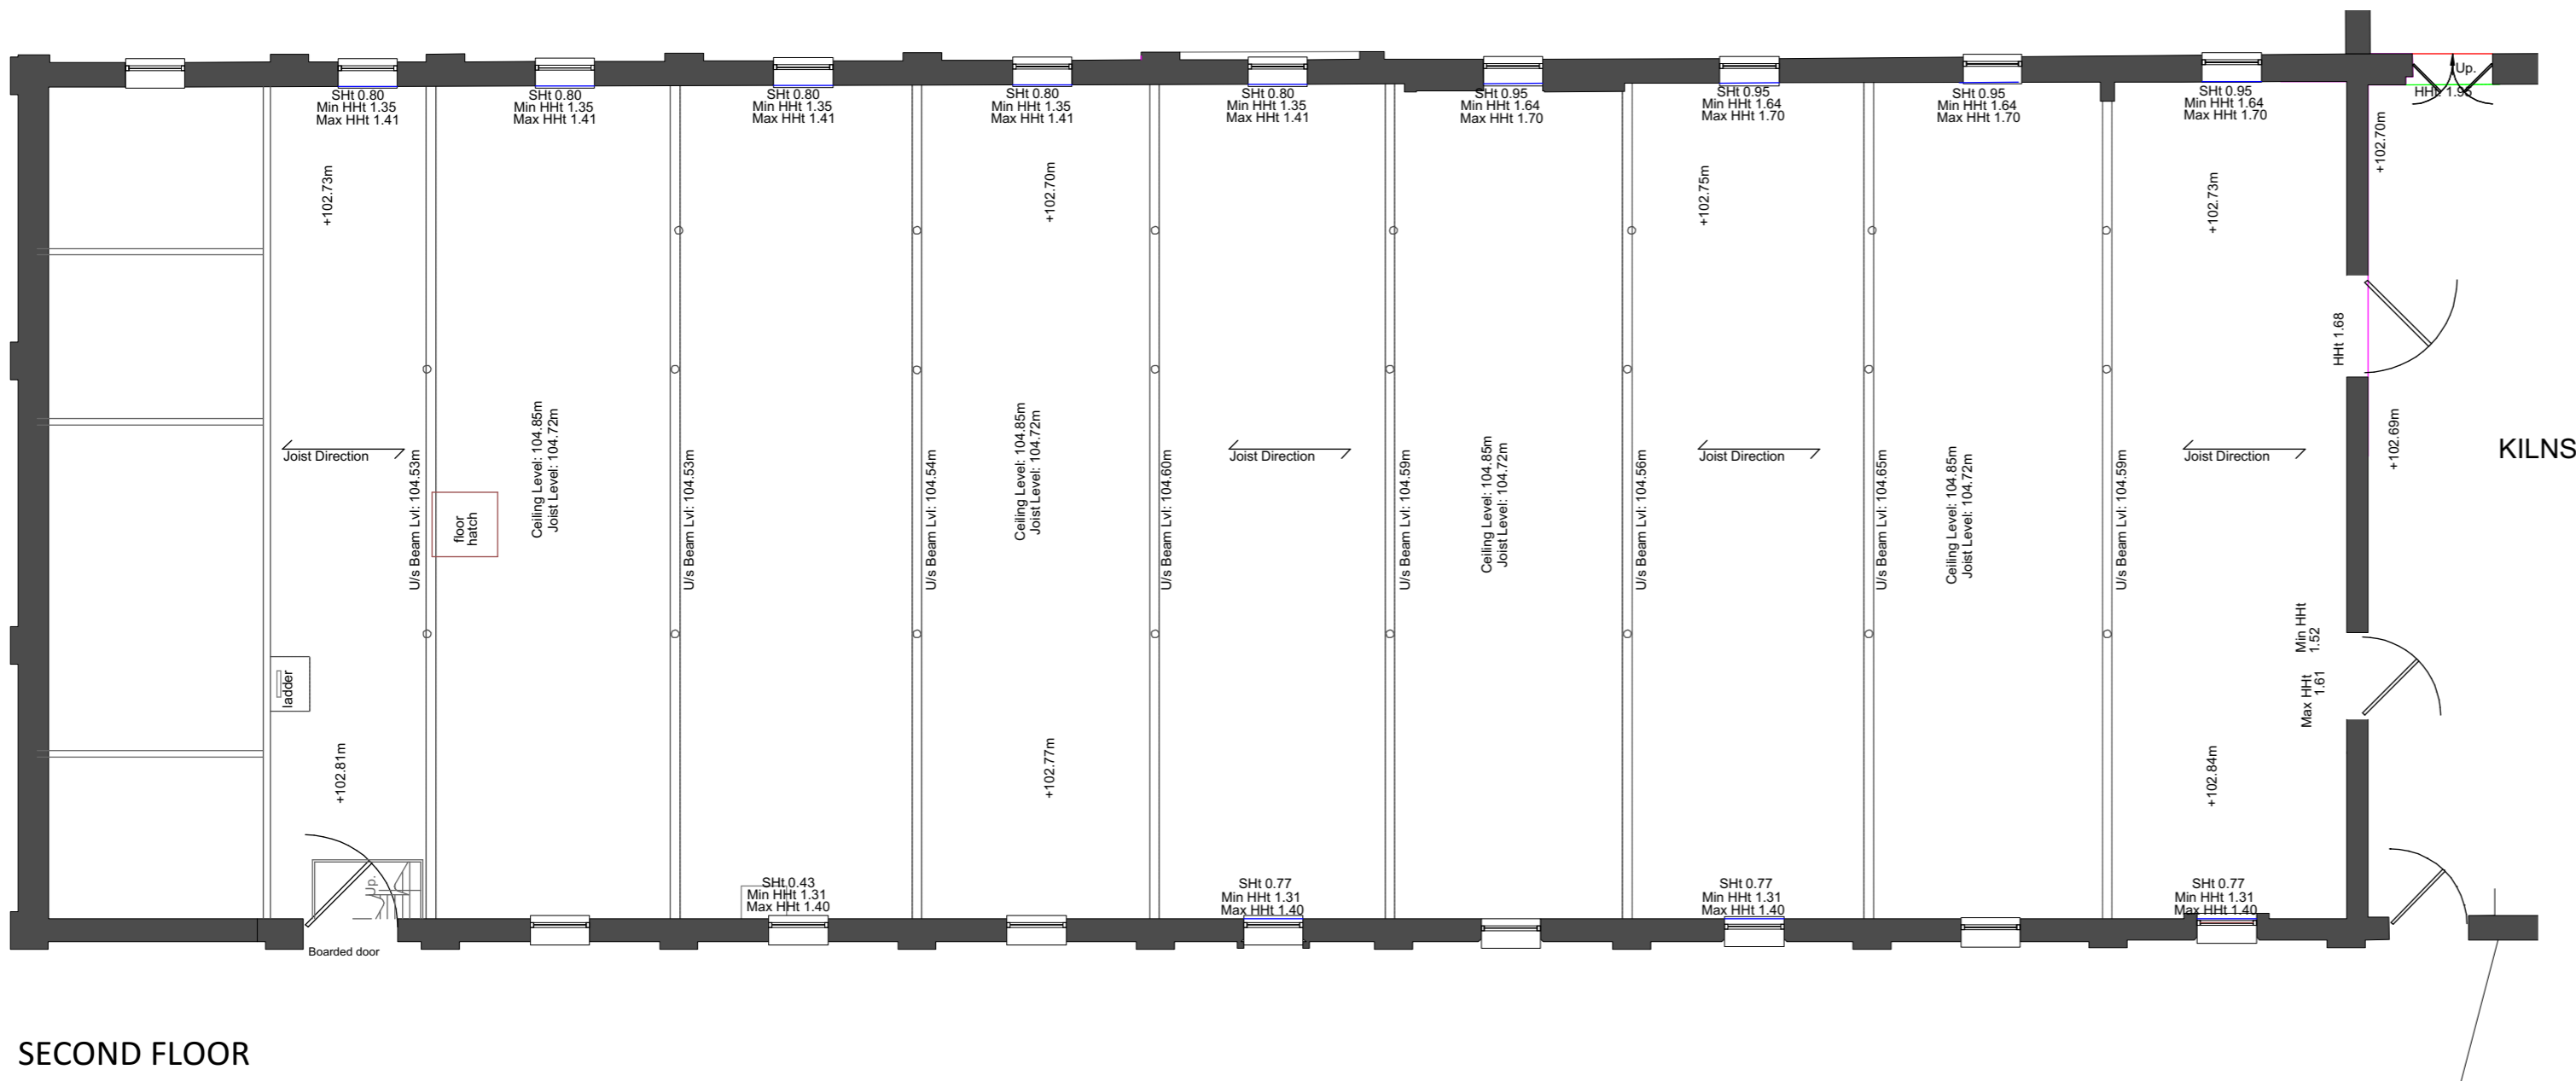 Up.
HHt 1.95
SHt 0.80
Min HHt 1.35
Max HHt 1.41
SHt 0.80
Min HHt 1.35
Max HHt 1.41
SHt 0.80
Min HHt 1.35
Max HHt 1.41
SHt 0.80
Min HHt 1.35
Max HHt 1.41
SHt 0.80
Min HHt 1.35
Max HHt 1.41
SHt 0.95
Min HHt 1.64
Max HHt 1.70
SHt 0.95
Min HHt 1.64
Max HHt 1.70
SHt 0.95
Min HHt 1.64
Max HHt 1.70
SHt 0.95
Min HHt 1.64
Max HHt 1.70
+102.73m
+102.70m
+102.75m
+102.73m
+102.70m
HHt 1.68
+102.69m
KILNS
Joist Direction
U/s Beam Lvl: 104.53m
floor
hatch
Ceiling Level: 104.85m
Joist Level: 104.72m
U/s Beam Lvl: 104.53m
U/s Beam Lvl: 104.54m
Ceiling Level: 104.85m
Joist Level: 104.72m
U/s Beam Lvl: 104.60m
Joist Direction
U/s Beam Lvl: 104.59m
Ceiling Level: 104.85m
Joist Level: 104.72m
U/s Beam Lvl: 104.56m
Joist Direction
U/s Beam Lvl: 104.65m
Ceiling Level: 104.85m
Joist Level: 104.72m
U/s Beam Lvl: 104.59m
Joist Direction
Min HHt
1.52
Max HHt
1.61
ladder
+102.81m
+102.77m
+102.84m
Up.
SHt 0.43
Min HHt 1.31
Max HHt 1.40
SHt 0.77
Min HHt 1.31
Max HHt 1.40
SHt 0.77
Min HHt 1.31
Max HHt 1.40
SHt 0.77
Min HHt 1.31
Max HHt 1.40
Boarded door
SECOND FLOOR